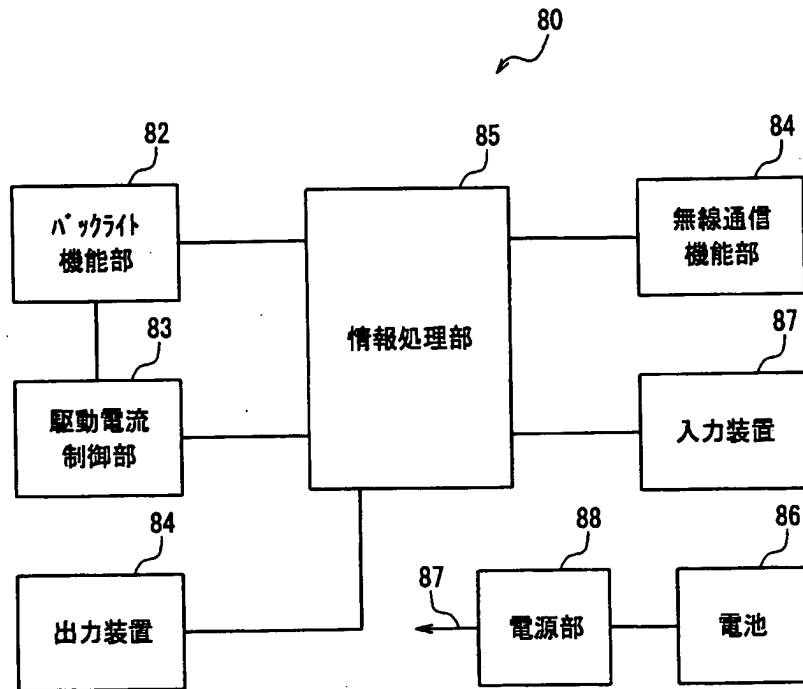 80
82
バックライト
機能部
85
情報処理部
84
無線通信
機能部
83
駆動電流
制御部
87
入力装置
84
出力装置
87
88
電源部
86
電池